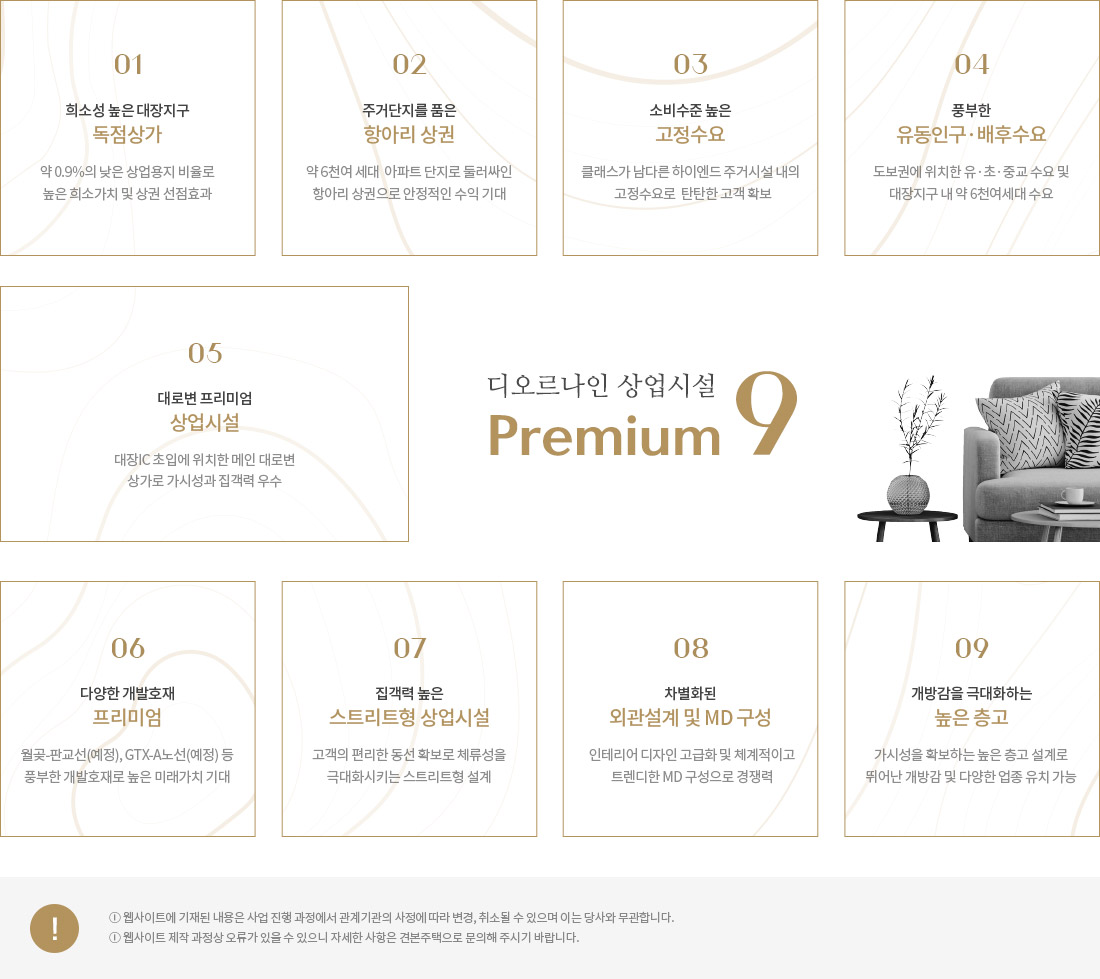 01
희소성 높은 대장지구
독점상가
약 0.9%의 낮은 상업용지 비율로
높은 희소가치 및 상권 선점효과
02
주거단지를 품은
항아리 상권
약 6천여 세대 아파트 단지로 둘러싸인
항아리 상권으로 안정적인 수익 기대
03
소비수준 높은
고정수요
클래스가 남다른 하이엔드 주거시설 내의
고정수요로 탄탄한 고객 확보
04
풍부한
유동인구·배후수요
도보권에 위치한 유·초·중교 수요 및
대장지구 내 약 6천여세대 수요
05
대로변 프리미엄
상업시설
대장IC 초입에 위치한 메인 대로변
상가로 가시성과 집객력 우수
디오르나인 상업시설
Premium 9
06
다양한 개발호재
프리미엄
월곶-판교선(예정), GTX-A노선(예정) 등
풍부한 개발호재로 높은 미래가치 기대
07
집객력 높은
스트리트형 상업시설
고객의 편리한 동선 확보로 체류성을
극대화시키는 스트리트형 설계
08
차별화된
외관설계 및 MD 구성
인테리어 디자인 고급화 및 체계적이고
트렌디한 MD 구성으로 경쟁력
09
개방감을 극대화하는
높은 층고
가시성을 확보하는 높은 층고 설계로
뛰어난 개방감 및 다양한 업종 유치 가능
!
① 웹사이트에 기재된 내용은 사업 진행 과정에서 관계기관의 사정에 따라 변경, 취소될 수 있으며 이는 당사와 무관합니다.
① 웹사이트 제작 과정상 오류가 있을 수 있으니 자세한 사항은 견본주택으로 문의해 주시기 바랍니다.